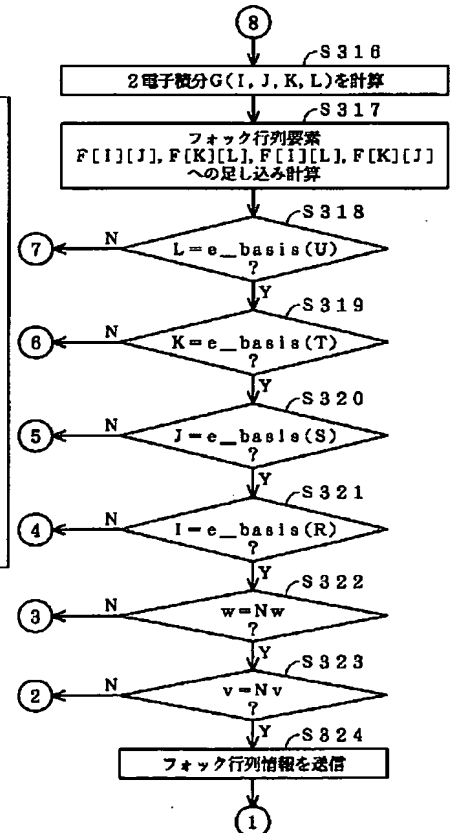 8
S316
2電子積分G(I, J, K, L)を計算
S317
フォック行列要素
F[I][J], F[K][L], F[I][L], F[K][J]
への足し込み計算
S318
7
N
L=e_basis(U)
?
Y
S319
6
N
K=e_basis(T)
?
Y
S320
5
N
J=e_basis(S)
?
Y
S321
4
N
I=e_basis(R)
?
Y
S322
3
N
w=Nw
?
Y
S323
2
N
v=Nv
?
Y
S324
フォック行列情報を送信
1